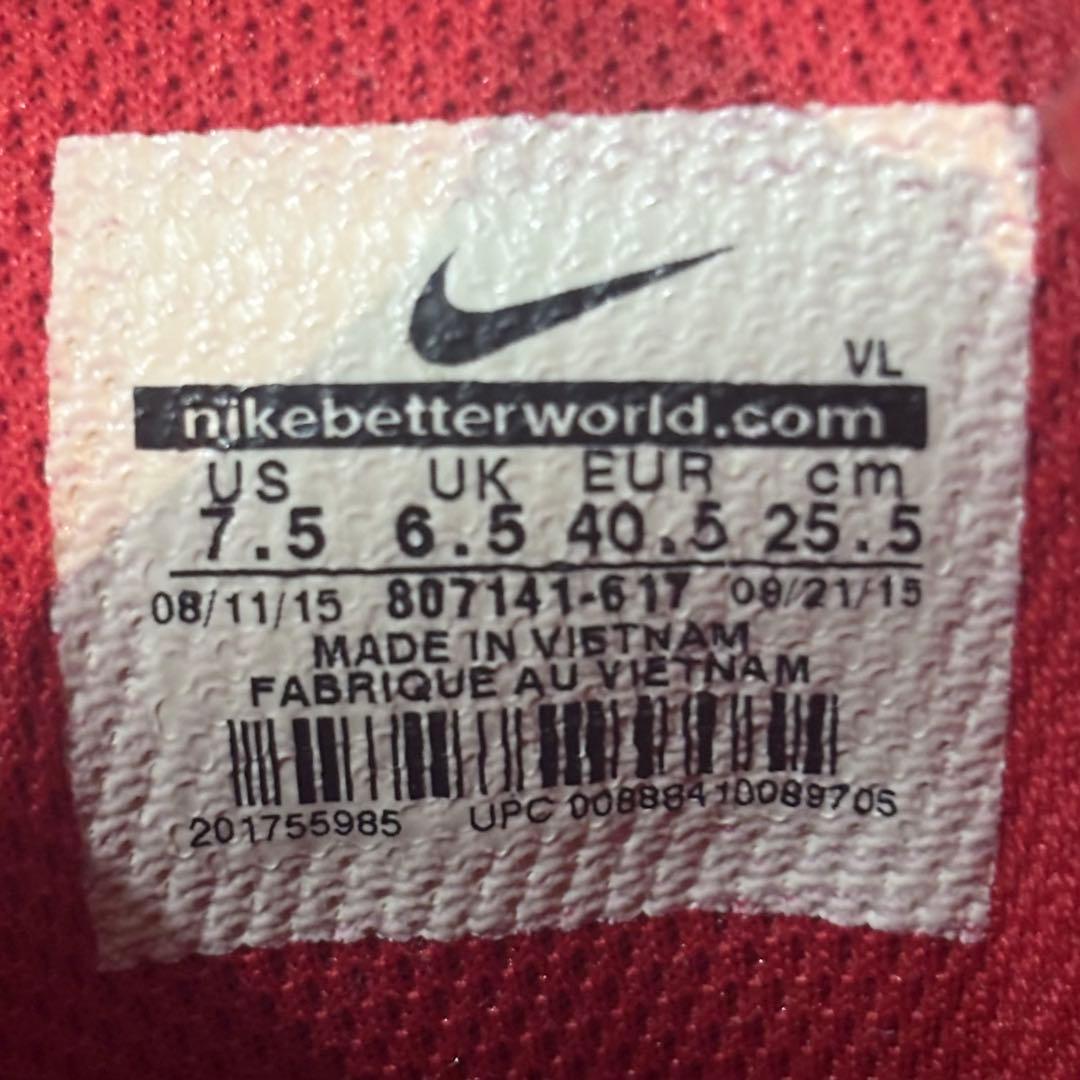 VL
nikebetterworld.com
US UK EUR cm
7.5 6.5 40.5 25.5
08/11/15 807141-617 09/21/15
MADE IN VIETNAM
FABRIQUE AU VIETNAM
201755985 UPC 00888410089705